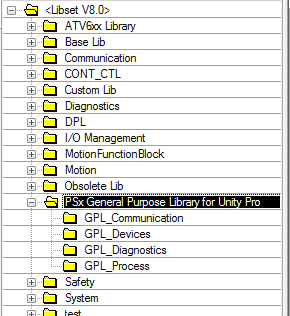 <Libset V8.0>
ATV6xx Library
Base Lib
Communication
CONT_CTL
Custom Lib
Diagnostics
DPL
I/O Management
MotionFunctionBlock
Motion
Obsolete Lib
PSx General Purpose Library for Unity Pro
GPL_Communication
GPL_Devices
GPL_Diagnostics
GPL_Process
Safety
System
test